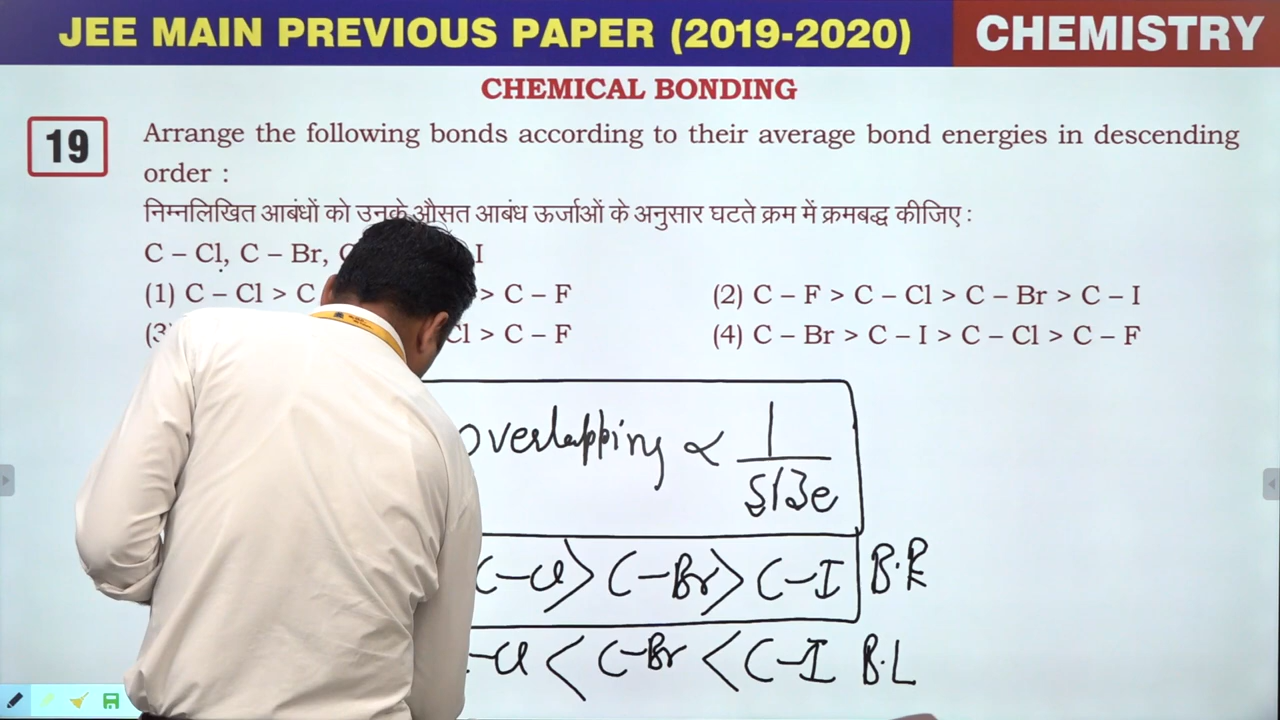 JEE MAIN PREVIOUS PAPER (2019-2020) CHEMISTRY
CHEMICAL BONDING
19 Arrange the following bonds according to their average bond energies in descending
order :
निम्नलिखित आबंधों को उनके औसत आबंध ऊर्जाओं के अनुसार घटते क्रम में क्रमबद्ध कीजिए :
C – Cl, C – Br, I
(1) C – Cl > C > C – F (2) C – F > C – Cl > C – Br > C – I
(3 Cl > C – F (4) C – Br > C – I > C – Cl > C – F
overlapping ∝ 1
size
C-Cl > C-Br > C-I B.E
-Cl < C-Br < C-I B.L